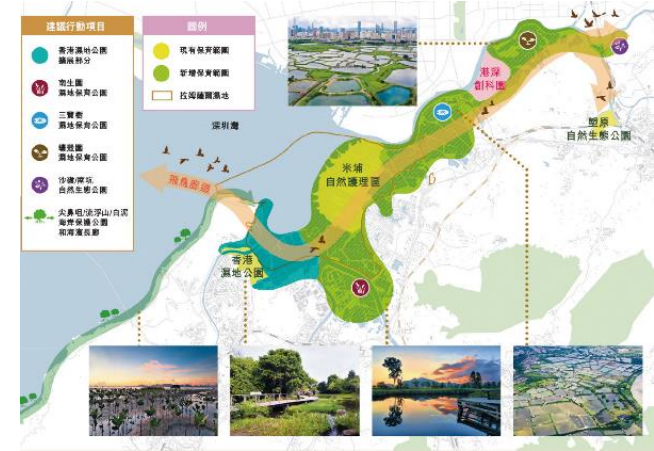 建議行動項目
香港濕地公園
擴展部分
南生圍
濕地保育公園
三寶樹
濕地保育公園
蠔殼圍
濕地保育公園
沙嶺/南坑
自然生態公園
尖鼻咀/流浮山/白泥
海岸保護公園
和海濱長廊
圖例
現有保育範圍
新增保育範圍
拉姆薩爾濕地
深圳灣
飛鳥廊道
米埔
自然護理區
香港
濕地公園
港深
創科園
塱原
自然生態公園